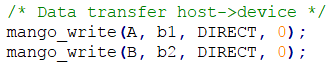 /* Data transfer host->device */
mango_write(A, b1, DIRECT, 0);
mango_write(B, b2, DIRECT, 0);